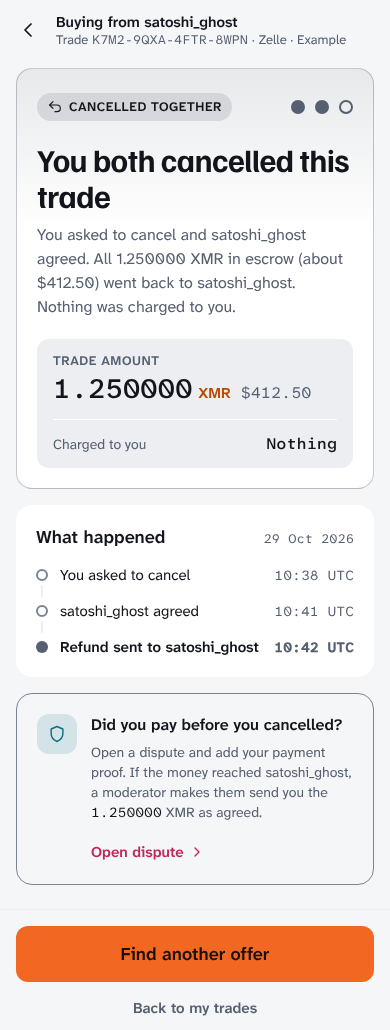 Buying from satoshi_ghost
Trade K7M2-9QXA-4FTR-8WPN · Zelle · Example
CANCELLED TOGETHER
You both cancelled this
trade
You asked to cancel and satoshi_ghost
agreed. All 1.250000 XMR in escrow (about
$412.50) went back to satoshi_ghost.
Nothing was charged to you.
TRADE AMOUNT
1.250000 XMR $412.50
Charged to you Nothing
What happened 29 Oct 2026
You asked to cancel 10:38 UTC
satoshi_ghost agreed 10:41 UTC
Refund sent to satoshi_ghost 10:42 UTC
Did you pay before you cancelled?
Open a dispute and add your payment
proof. If the money reached satoshi_ghost,
a moderator makes them send you the
1.250000 XMR as agreed.
Open dispute
Find another offer
Back to my trades